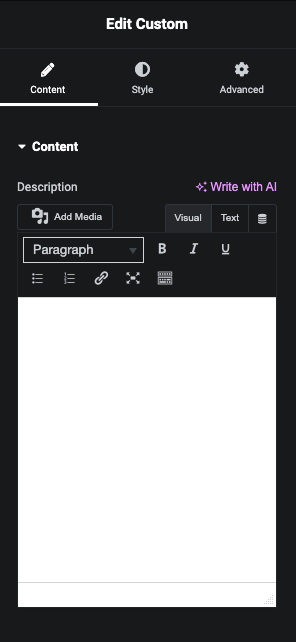 Edit Custom
Content Style Advanced
Content
Description Write with AI
Add Media Visual Text
Paragraph B I U